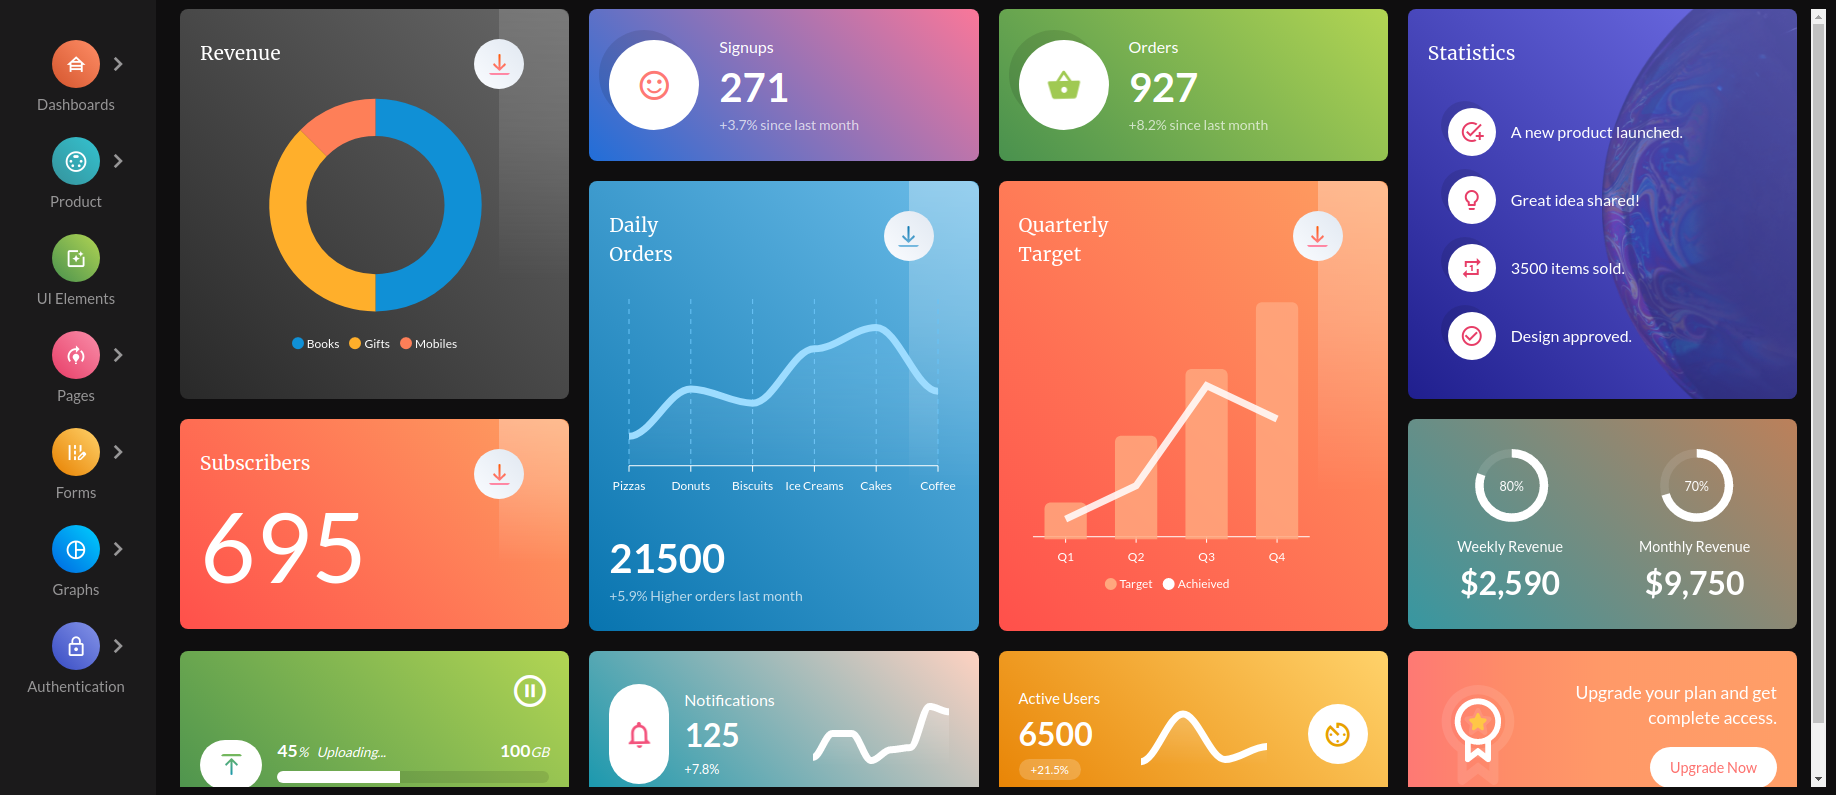 Dashboards
Product
UI Elements
Pages
Forms
Graphs
Authentication
Revenue
Books Gifts Mobiles
Signups
271
+3.7% since last month
Orders
927
+8.2% since last month
Statistics
A new product launched.
Great idea shared!
3500 items sold.
Design approved.
Subscribers
695
Daily
Orders
Pizzas Donuts Biscuits Ice Creams Cakes Coffee
21500
+5.9% Higher orders last month
Quarterly
Target
Q1 Q2 Q3 Q4
Target Achieived
80%
Weekly Revenue
$2,590
70%
Monthly Revenue
$9,750
45% Uploading... 100GB
Notifications
125
+7.8%
Active Users
6500
+21.5%
Upgrade your plan and get
complete access.
Upgrade Now